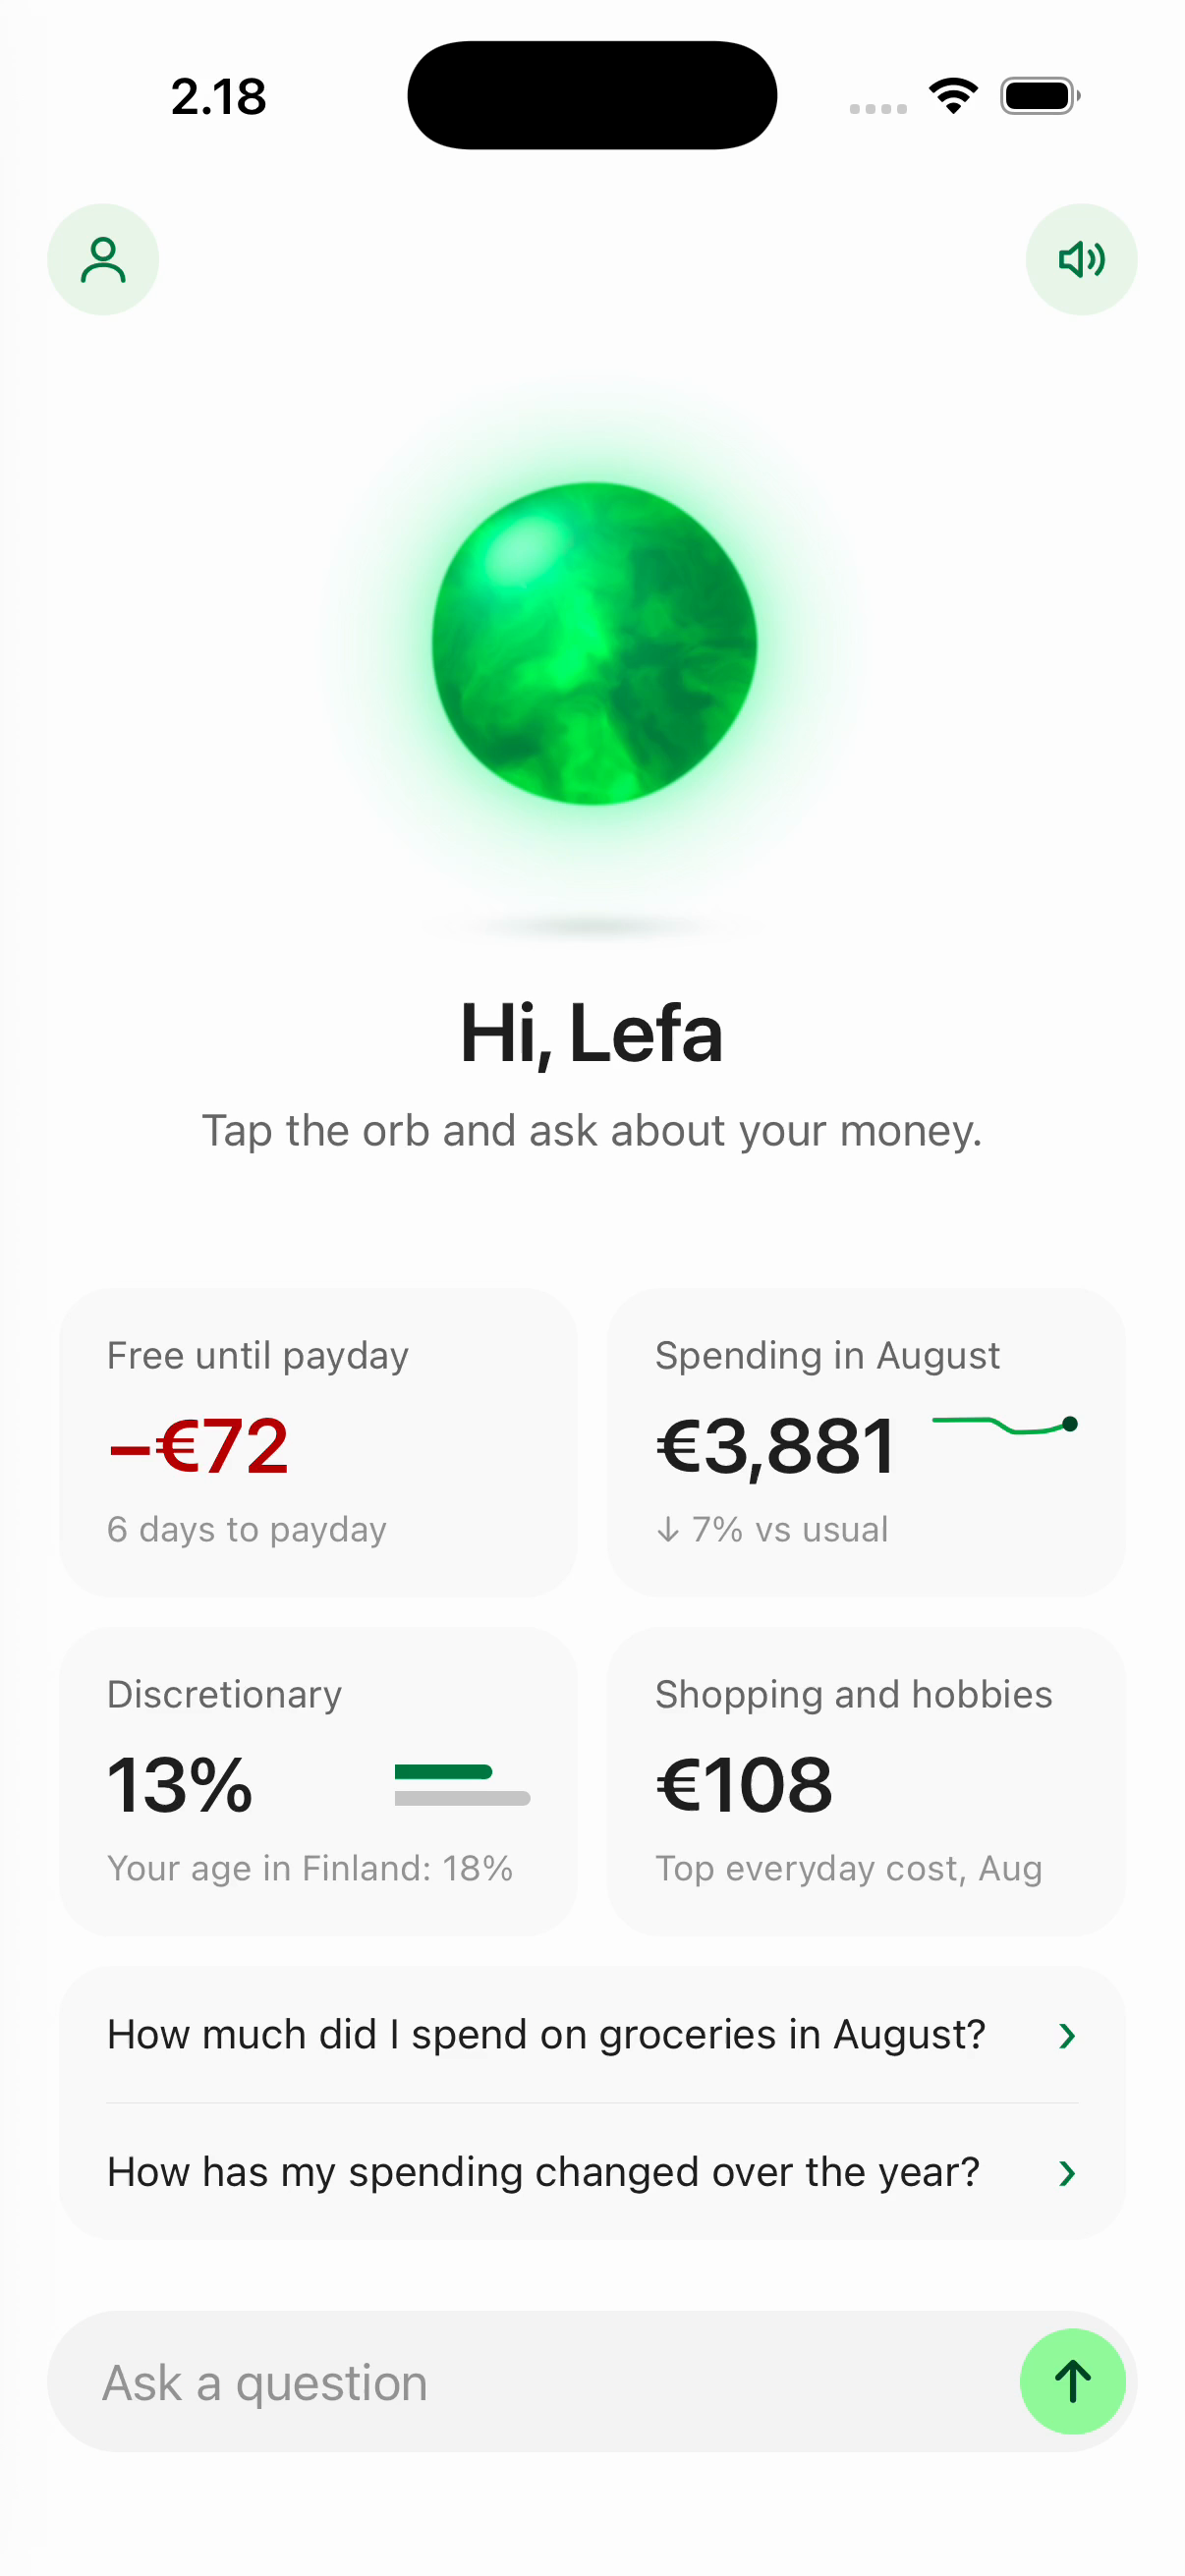 2.18
Hi, Lefa
Tap the orb and ask about your money.
Free until payday
−€72
6 days to payday
Spending in August
€3,881
↓ 7% vs usual
Discretionary
13%
Your age in Finland: 18%
Shopping and hobbies
€108
Top everyday cost, Aug
How much did I spend on groceries in August?
How has my spending changed over the year?
Ask a question